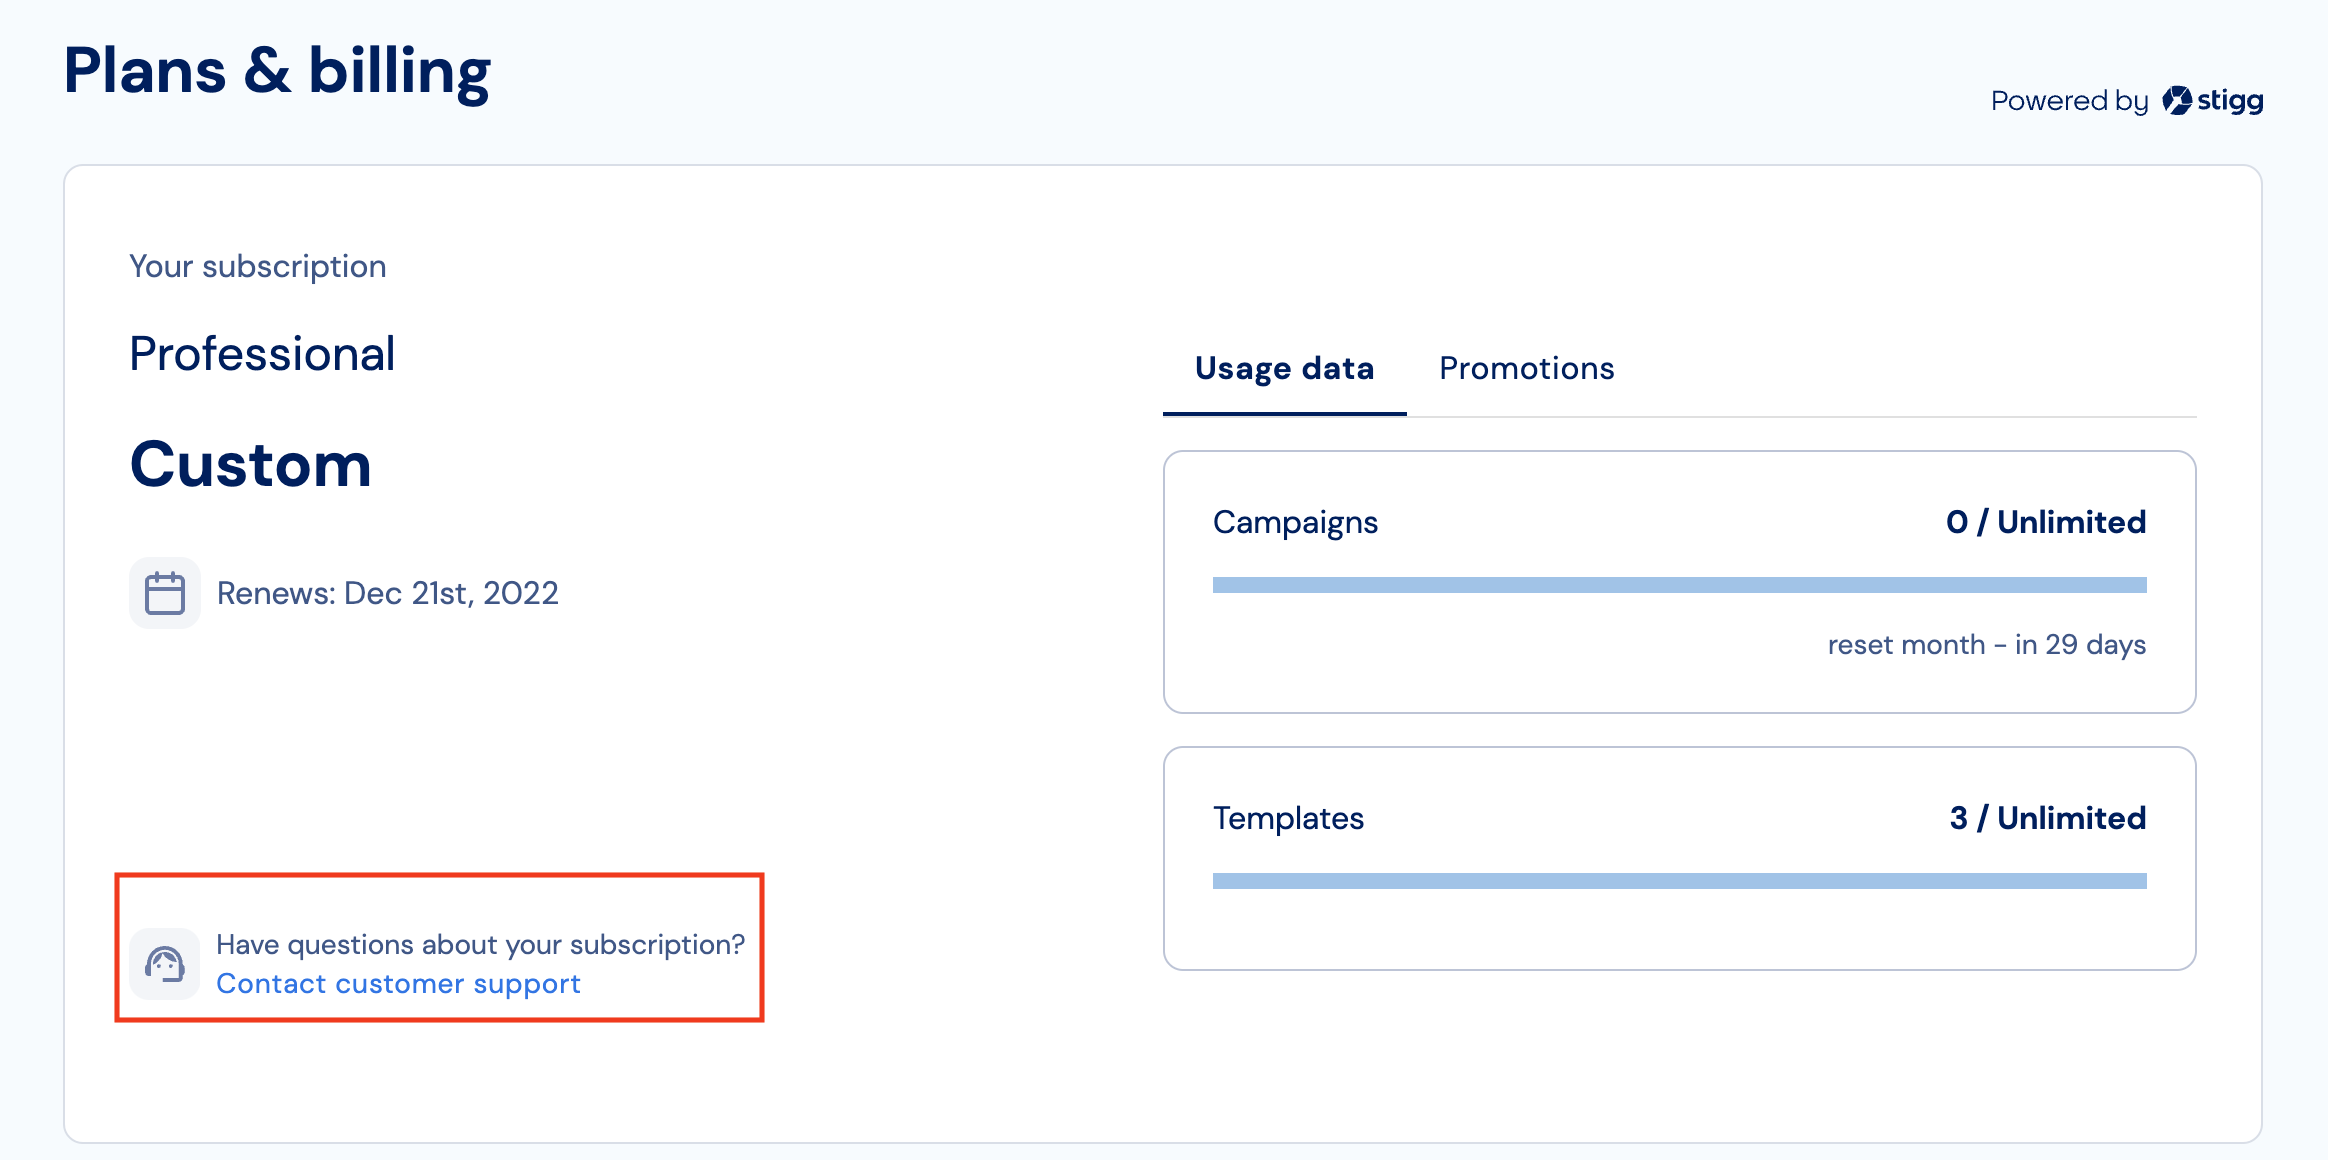 Plans & billing
Powered by stigg
Your subscription
Professional
Custom
Renews: Dec 21st, 2022
Have questions about your subscription?
Contact customer support
Usage data Promotions
Campaigns 0 / Unlimited
reset month - in 29 days
Templates 3 / Unlimited